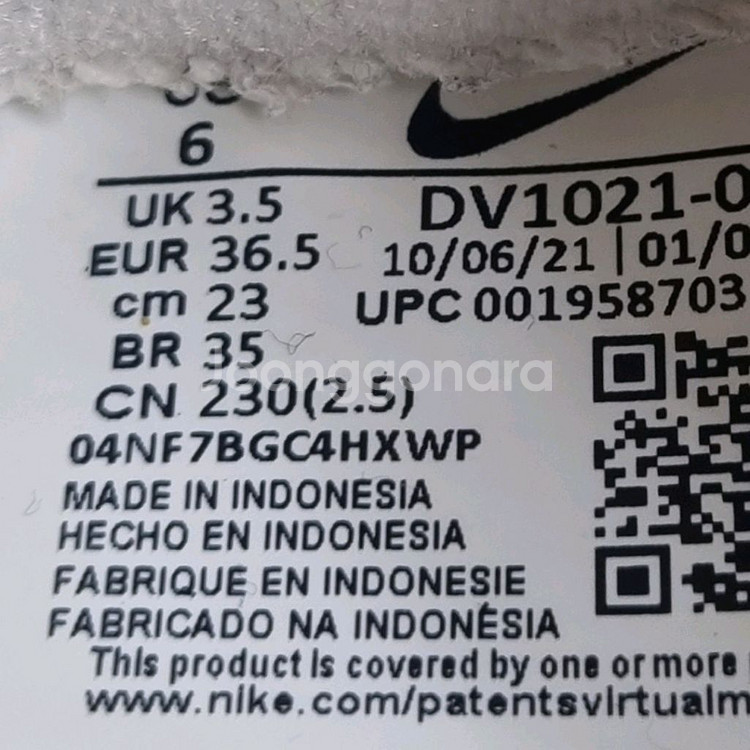 6
UK 3.5
EUR 36.5
cm 23
BR 35
CN 230(2.5)
04NF7BGC4HXWP
MADE IN INDONESIA
HECHO EN INDONESIA
FABRIQUE EN INDONESIE
FABRICADO NA INDONÉSIA
This product is covered by one or more
www.nike.com/patentsvirtualm
DV1021-0
10/06/21 | 01/0
UPC 001958703
joonggonara